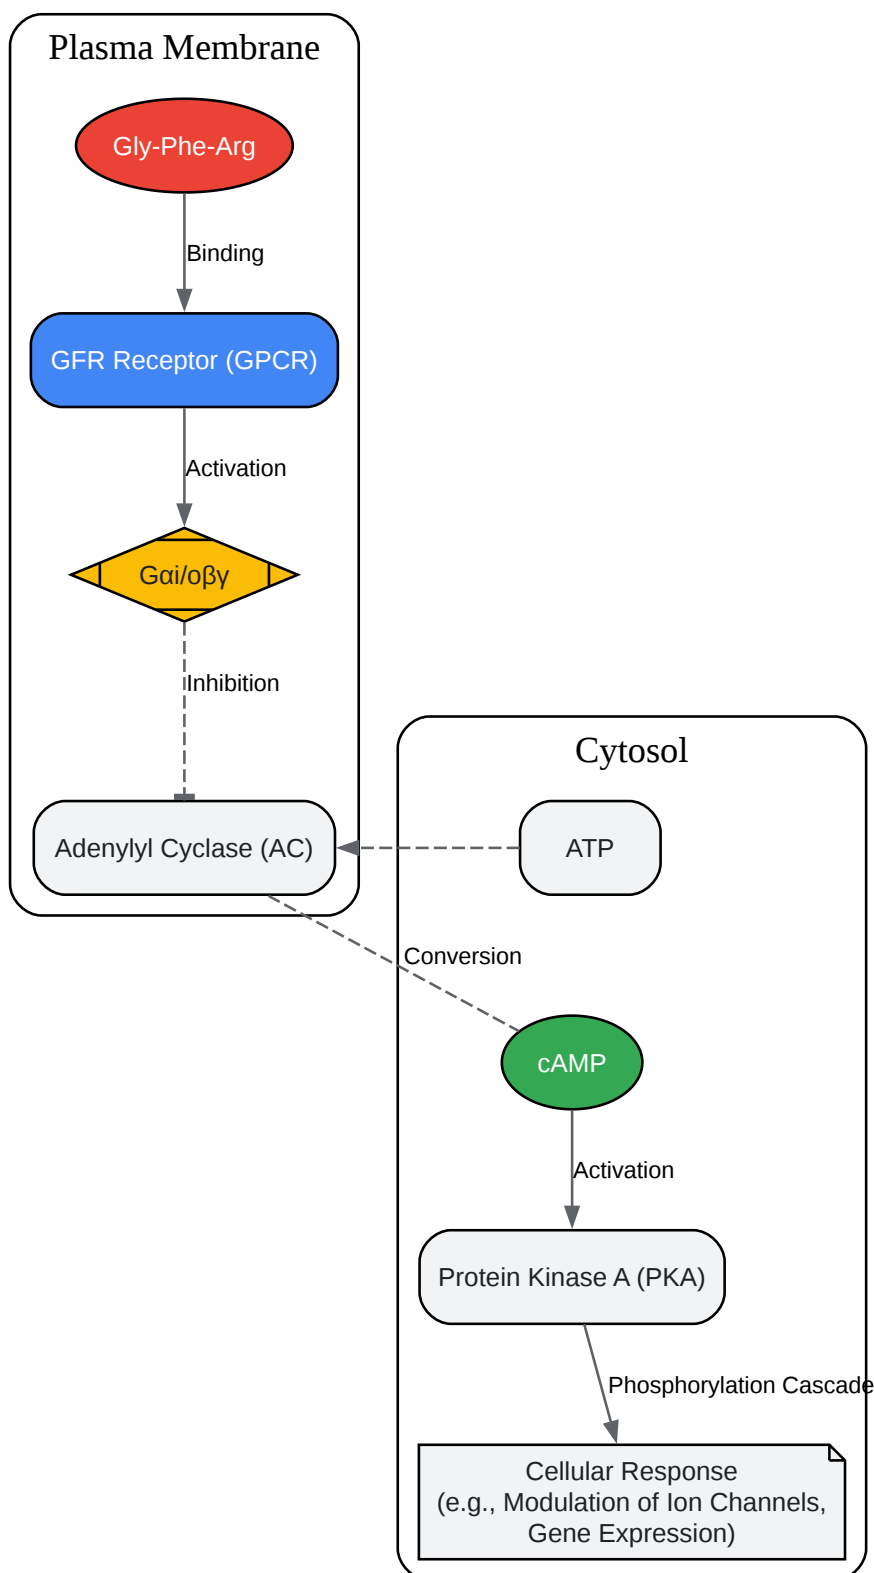 Plasma Membrane
Gly-Phe-Arg
Binding
GFR Receptor (GPCR)
Activation
Gαi/oβγ
Inhibition
Cytosol
Adenylyl Cyclase (AC)
ATP
Conversion
cAMP
Activation
Protein Kinase A (PKA)
Phosphorylation Cascade
Cellular Response
(e.g., Modulation of Ion Channels,
Gene Expression)